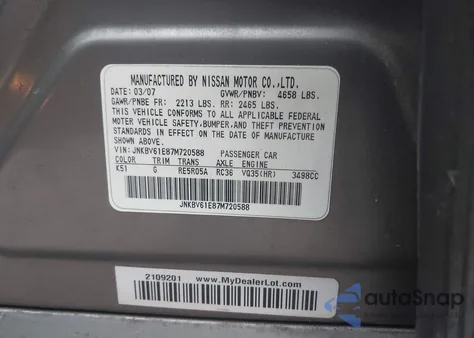 MANUFACTURED BY NISSAN MOTOR CO.,LTD.
DATE: 03/07 GVWR/PNBV: 4658 LBS.
GAWR/PNBE FR: 2213 LBS. RR: 2465 LBS.
THIS VEHICLE CONFORMS TO ALL APPLICABLE FEDERAL
MOTOR VEHICLE SAFETY,BUMPER,AND THEFT PREVENTION
STANDARDS IN EFFECT ON THE DATE OF MANUFACTURE
SHOWN ABOVE.
VIN: JNKBV61E87M720588 PASSENGER CAR
COLOR TRIM TRANS AXLE ENGINE
K51 G RE5R05A RC36 VQ35(HR) 3498CC
JNKBV61E87M720588
2109201 www.MyDealerLot.com
autoSnap